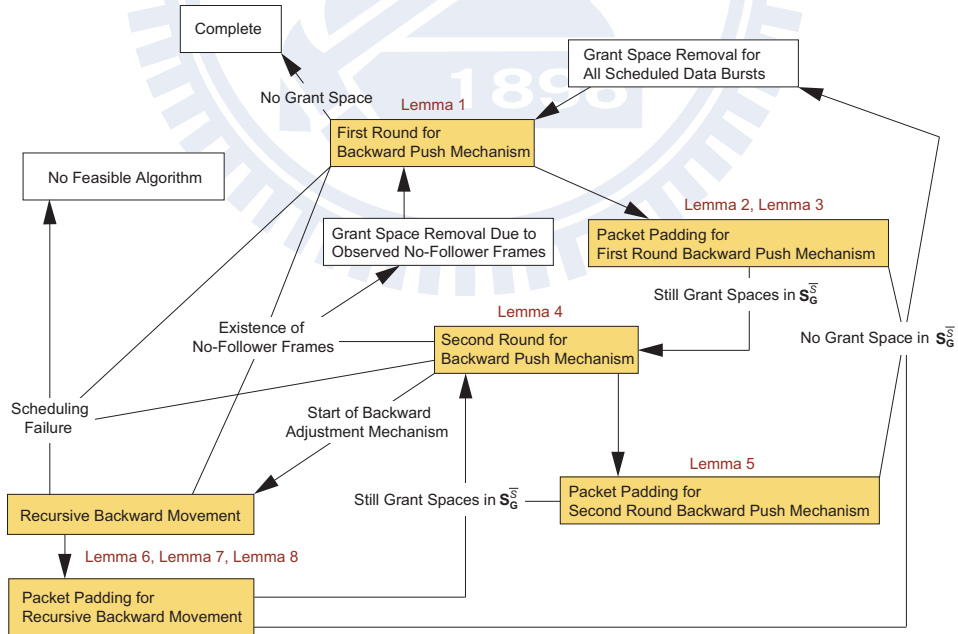 Complete
Grant Space Removal for
All Scheduled Data Bursts
No Grant Space
1896
Lemma 1
First Round for
Backward Push Mechanism
No Feasible Algorithm
Lemma 2, Lemma 3
Grant Space Removal Due to
Observed No-Follower Frames
Packet Padding for
First Round Backward Push Mechanism
Still Grant Spaces in S_G^S̅
Lemma 4
Existence of
No-Follower Frames
Second Round for
Backward Push Mechanism
No Grant Space in S_G^S̅
Scheduling
Failure
Start of Backward
Adjustment Mechanism
Lemma 5
Still Grant Spaces in S_G^S̅
Packet Padding for
Second Round Backward Push Mechanism
Recursive Backward Movement
Lemma 6, Lemma 7, Lemma 8
Packet Padding for
Recursive Backward Movement